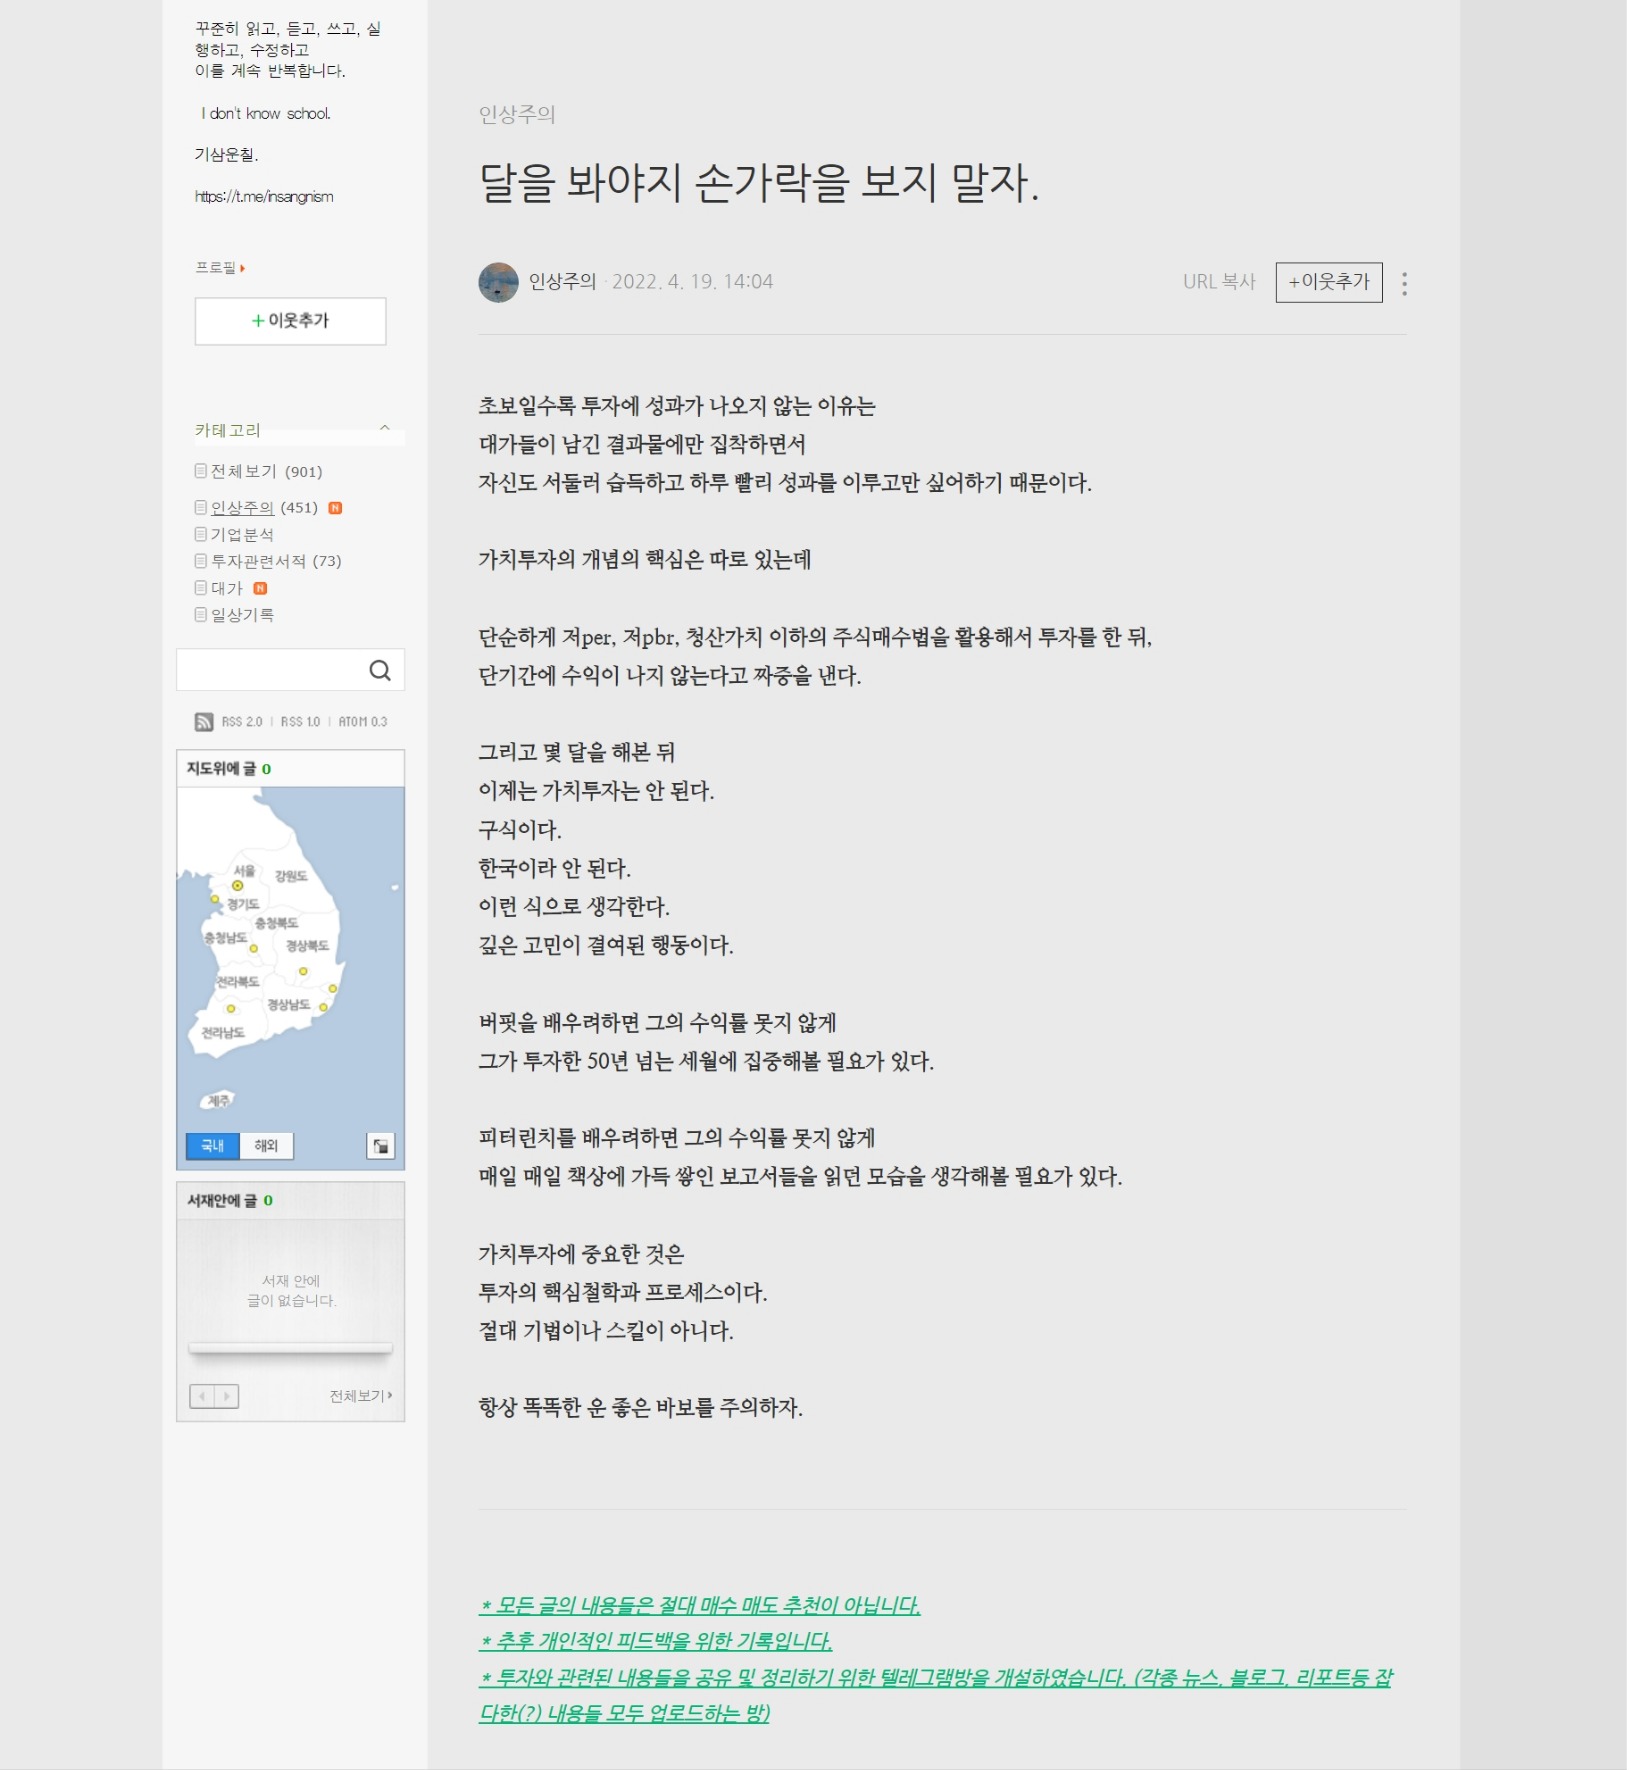 꾸준히 읽고, 듣고, 쓰고, 실
행하고, 수정하고
이를 계속 반복합니다.
I don't know school.
기삼운칠.
https://t.me/insangnism
프로필
+ 이웃추가
카테고리
전체보기 (901)
인상주의 (451) N
기업분석
투자관련서적 (73)
대가 N
일상기록
RSS 2.0 | RSS 1.0 | ATOM 0.3
지도위에 글 0
서울
강원도
경기도
충청북도
충청남도
경상북도
전라북도
경상남도
전라남도
제주
국내 해외
서재안에 글 0
서재 안에
글이 없습니다.
전체보기
인상주의
달을 봐야지 손가락을 보지 말자.
인상주의 · 2022. 4. 19. 14:04
URL 복사 +이웃추가
초보일수록 투자에 성과가 나오지 않는 이유는
대가들이 남긴 결과물에만 집착하면서
자신도 서둘러 습득하고 하루 빨리 성과를 이루고만 싶어하기 때문이다.
가치투자의 개념의 핵심은 따로 있는데
단순하게 저per, 저pbr, 청산가치 이하의 주식매수법을 활용해서 투자를 한 뒤,
단기간에 수익이 나지 않는다고 짜증을 낸다.
그리고 몇 달을 해본 뒤
이제는 가치투자는 안 된다.
구식이다.
한국이라 안 된다.
이런 식으로 생각한다.
깊은 고민이 결여된 행동이다.
버핏을 배우려하면 그의 수익률 못지 않게
그가 투자한 50년 넘는 세월에 집중해볼 필요가 있다.
피터린치를 배우려하면 그의 수익률 못지 않게
매일 매일 책상에 가득 쌓인 보고서들을 읽던 모습을 생각해볼 필요가 있다.
가치투자에 중요한 것은
투자의 핵심철학과 프로세스이다.
절대 기법이나 스킬이 아니다.
항상 똑똑한 운 좋은 바보를 주의하자.
* 모든 글의 내용들은 절대 매수 매도 추천이 아닙니다.
* 추후 개인적인 피드백을 위한 기록입니다.
* 투자와 관련된 내용들을 공유 및 정리하기 위한 텔레그램방을 개설하였습니다. (각종 뉴스, 블로그, 리포트등 잡
다한(?) 내용들 모두 업로드하는 방)